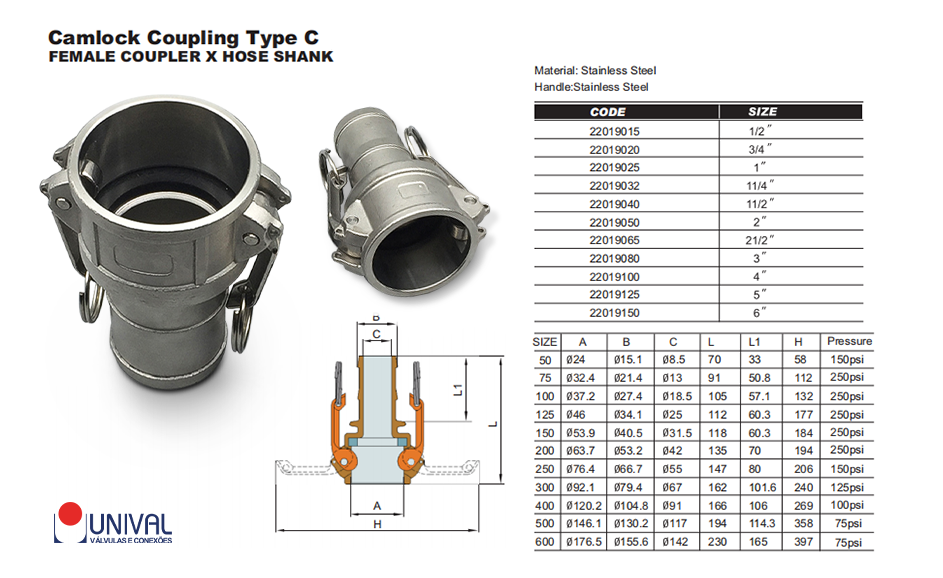 Camlock Coupling Type C
FEMALE COUPLER X HOSE SHANK
Material: Stainless Steel
Handle:Stainless Steel
CODE SIZE
22019015 1/2″
22019020 3/4″
22019025 1″
22019032 11/4″
22019040 11/2″
22019050 2″
22019065 21/2″
22019080 3″
22019100 4″
22019125 5″
22019150 6″
SIZE A B C L L1 H Pressure
50 Ø24 Ø15.1 Ø8.5 70 33 58 150psi
75 Ø32.4 Ø21.4 Ø13 91 50.8 112 250psi
100 Ø37.2 Ø27.4 Ø18.5 105 57.1 132 250psi
125 Ø46 Ø34.1 Ø25 112 60.3 177 250psi
150 Ø53.9 Ø40.5 Ø31.5 118 60.3 184 250psi
200 Ø63.7 Ø53.2 Ø42 135 70 194 250psi
250 Ø76.4 Ø66.7 Ø55 147 80 206 150psi
300 Ø92.1 Ø79.4 Ø67 162 101.6 240 125psi
400 Ø120.2 Ø104.8 Ø91 166 106 269 100psi
500 Ø146.1 Ø130.2 Ø117 194 114.3 358 75psi
600 Ø176.5 Ø155.6 Ø142 230 165 397 75psi
B
C
L1
L
A
H
UNIVAL
VÁLVULAS E CONEXÕES